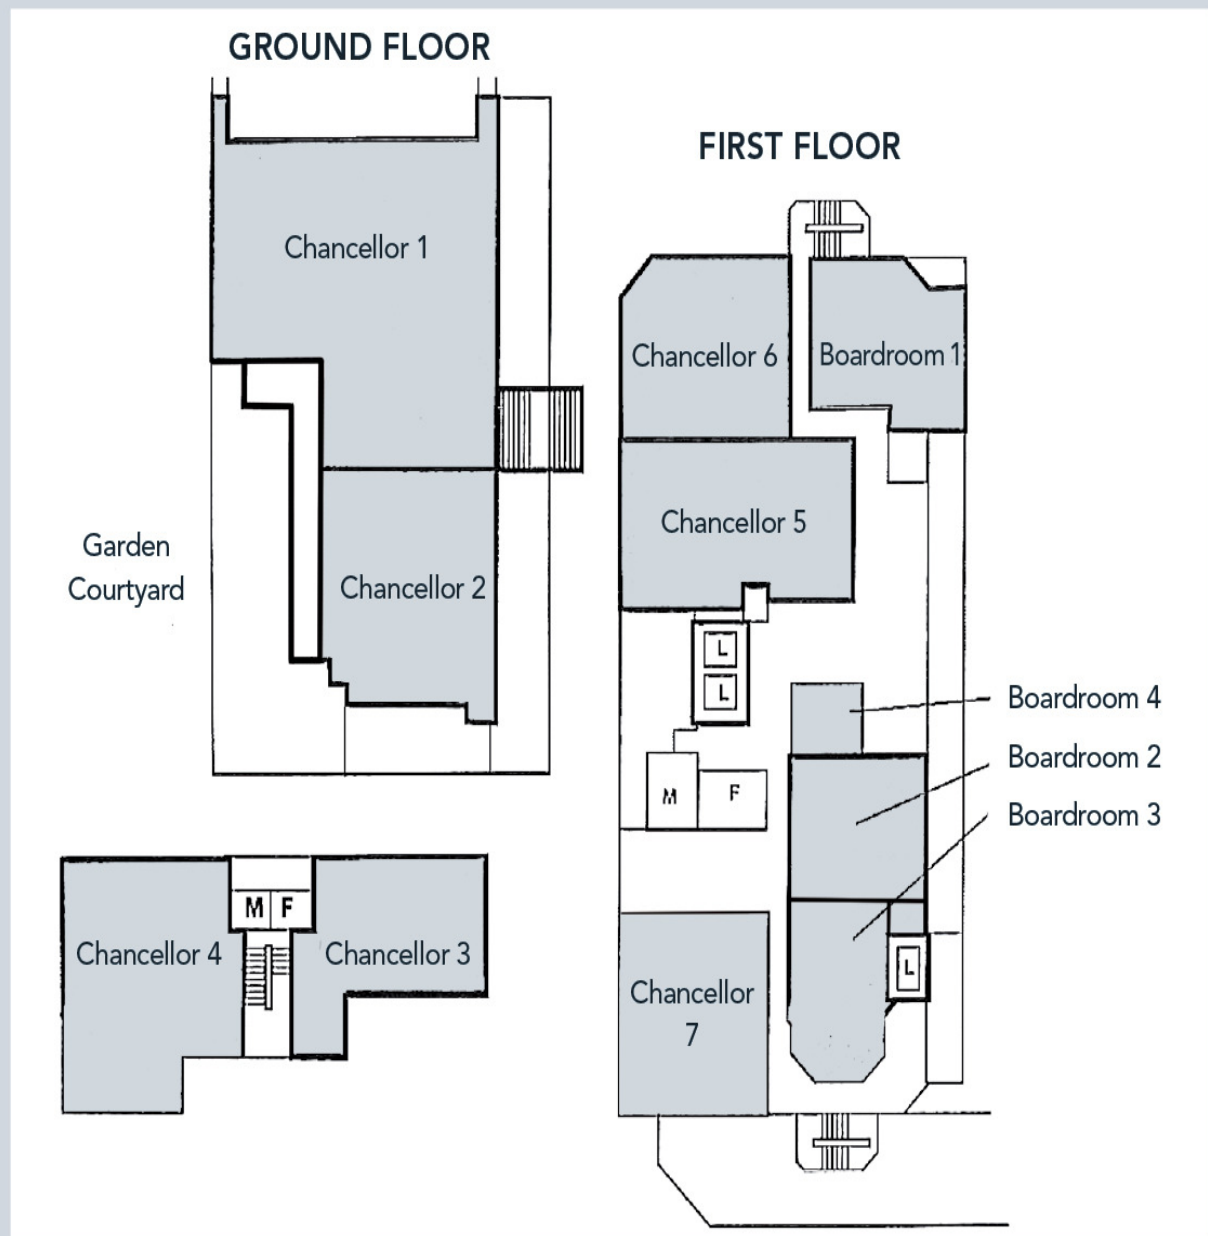 GROUND FLOOR
Chancellor 1
Garden
Courtyard
Chancellor 2
M F
Chancellor 4
Chancellor 3
FIRST FLOOR
Chancellor 6
Boardroom 1
Chancellor 5
L
L
Boardroom 4
Boardroom 2
Boardroom 3
M F
L
Chancellor
7